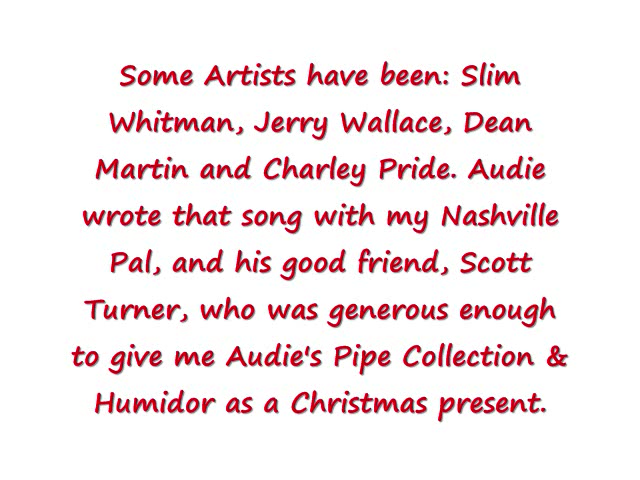 Some Artists have been: Slim
Whitman, Jerry Wallace, Dean
Martin and Charley Pride. Audie
wrote that song with my Nashville
Pal, and his good friend, Scott
Turner, who was generous enough
to give me Audie's Pipe Collection &
Humidor as a Christmas present.